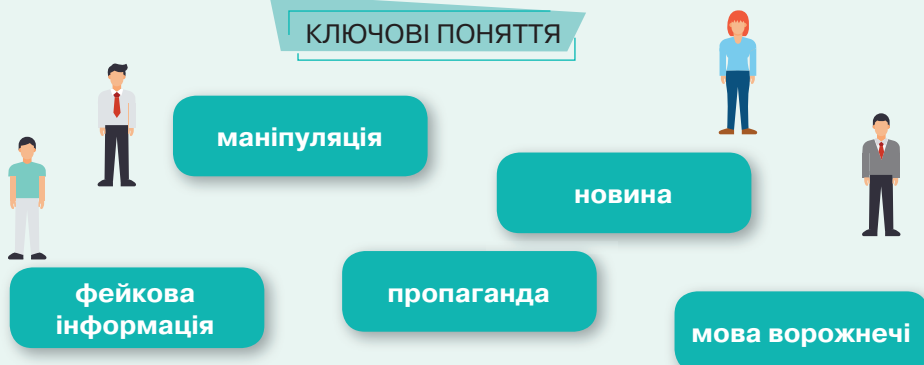 КЛЮЧОВІ ПОНЯТТЯ
маніпуляція
новина
фейкова
інформація
пропаганда
мова ворожнечі